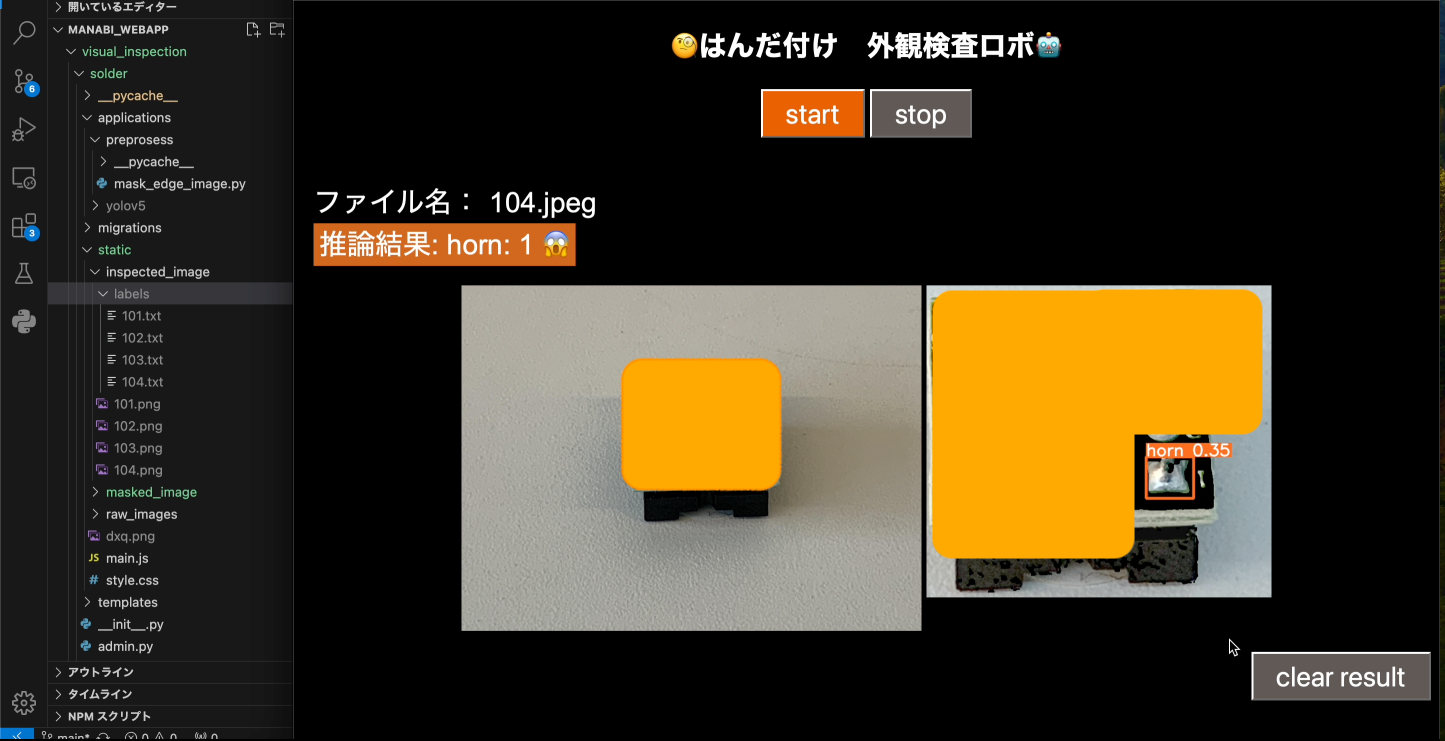 開いているエディター
MANABI_WEBAPP
visual_inspection
solder
__pycache__
applications
preprosess
__pycache__
mask_edge_image.py
yolov5
migrations
static
inspected_image
labels
101.txt
102.txt
103.txt
104.txt
101.png
102.png
103.png
104.png
masked_image
raw_images
dxq.png
JS main.js
# style.css
templates
__init__.py
admin.py
アウトライン
タイムライン
NPM スクリプト
main* 0 0 0
6
3
🧐はんだ付け　外観検査ロボ🤖
start stop
ファイル名： 104.jpeg
推論結果: horn: 1 😱
horn 0.35
clear result